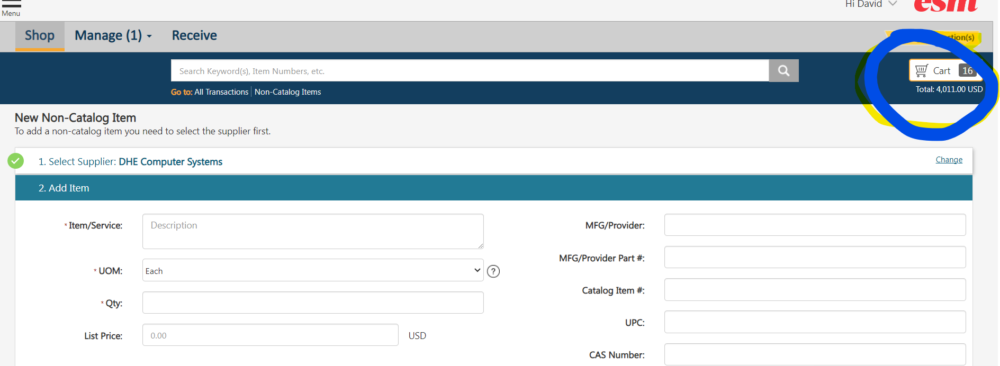 Hi David
esm
Menu
Shop
Manage (1)
Receive
Search Keyword(s), Item Numbers, etc.
Cart 16
Total: 4,011.00 USD
Go to: All Transactions Non-Catalog Items
New Non-Catalog Item
To add a non-catalog item you need to select the supplier first.
1. Select Supplier: DHE Computer Systems
Change
2. Add Item
* Item/Service: Description
* UOM: Each ?
* Qty:
List Price: 0.00 USD
MFG/Provider:
MFG/Provider Part #:
Catalog Item #:
UPC:
CAS Number: